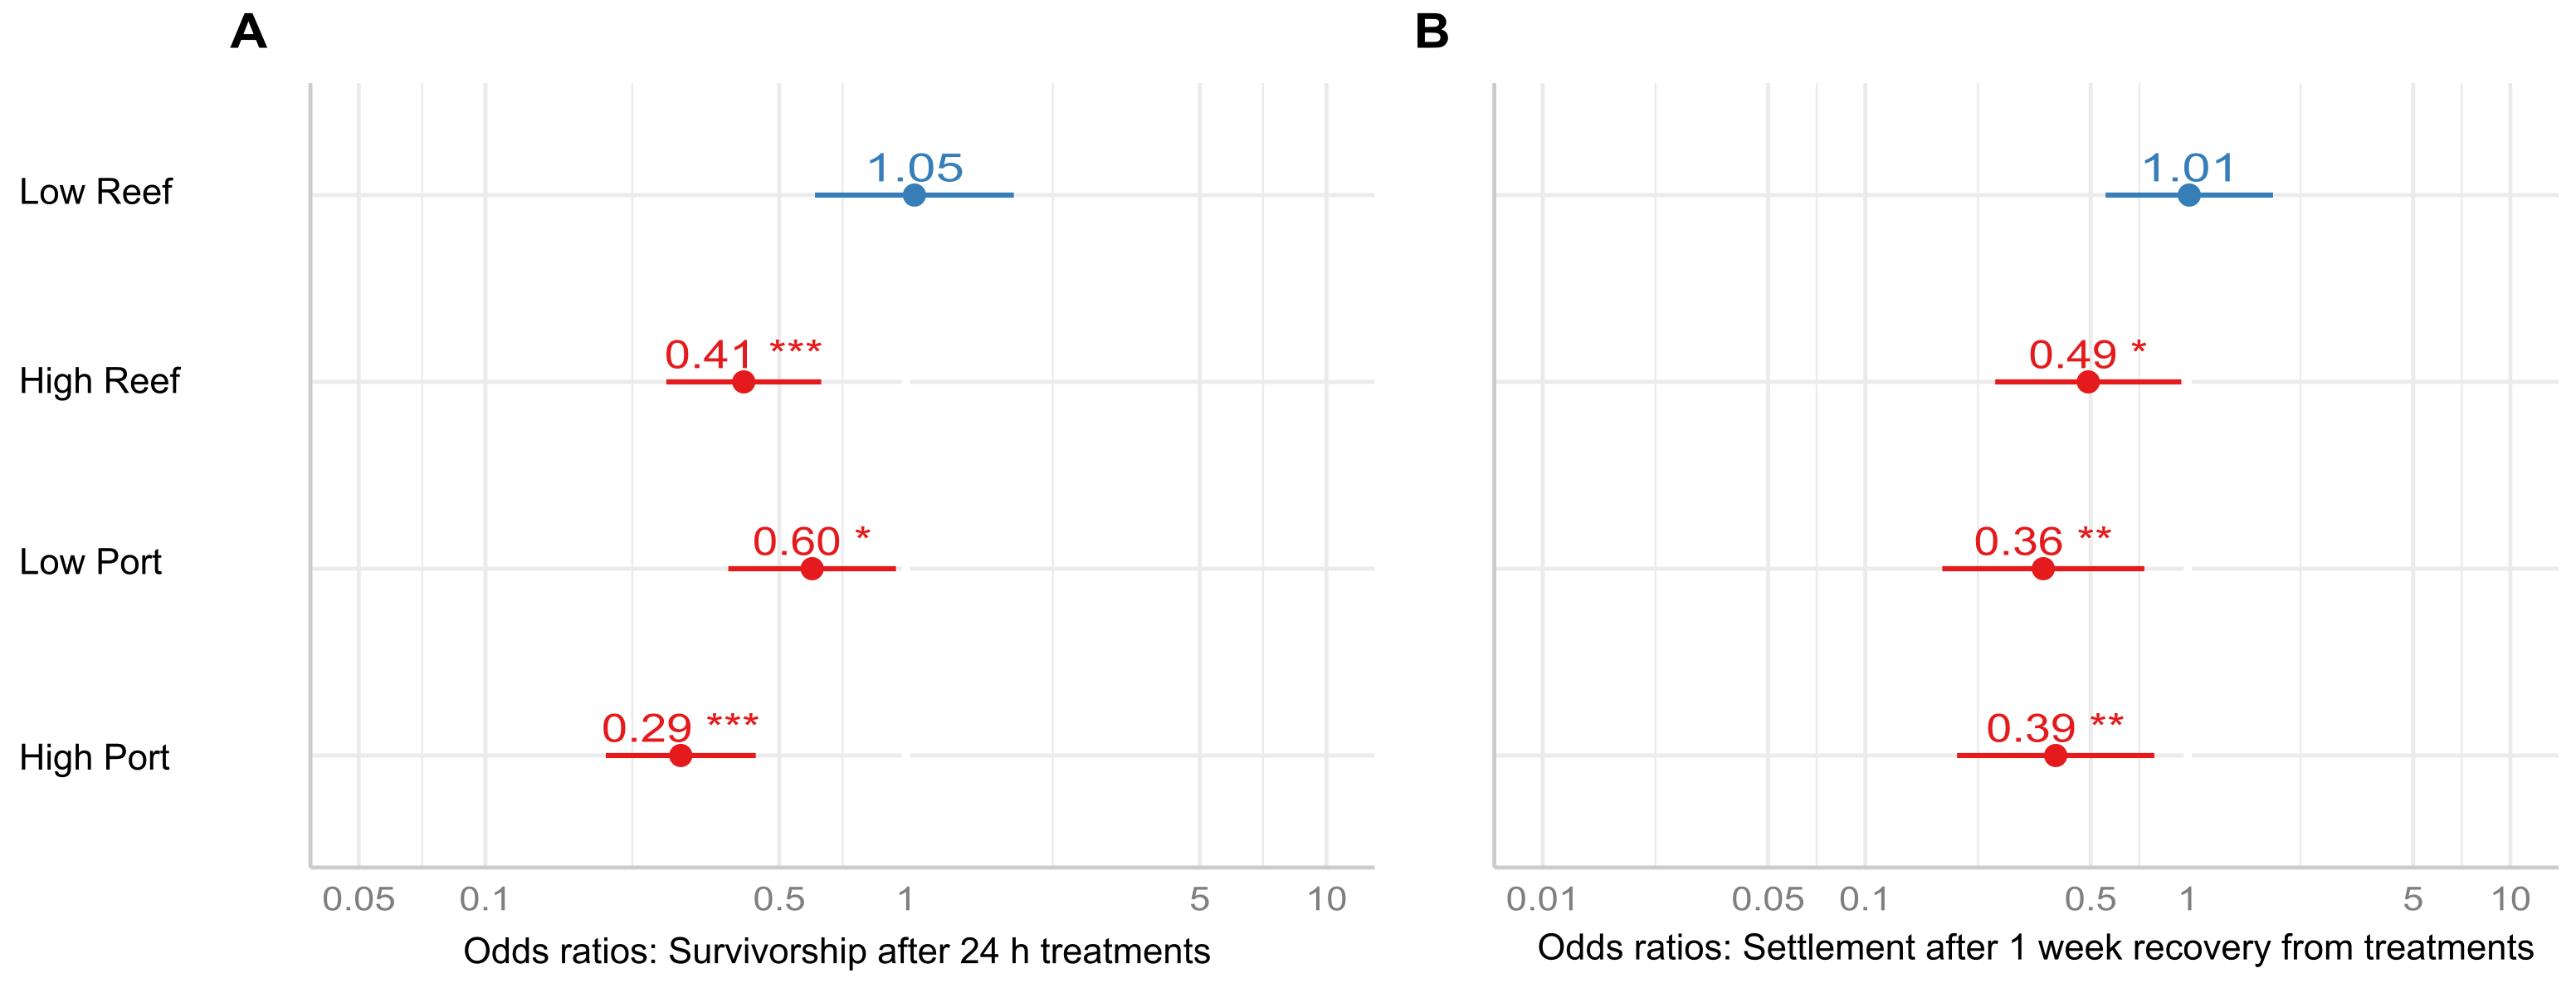 A
B
Low Reef
1.05
1.01
High Reef
0.41 ***
0.49 *
Low Port
0.60 *
0.36 **
High Port
0.29 ***
0.39 **
0.05 0.1 0.5 1 5 10
0.01 0.05 0.1 0.5 1 5 10
Odds ratios: Survivorship after 24 h treatments
Odds ratios: Settlement after 1 week recovery from treatments